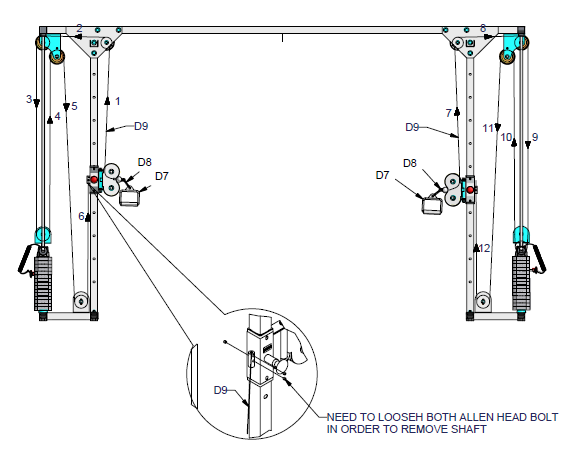 2
8
3
1
5
4
D9
7
D9
11
10
9
D8
D7
D8
D7
6
12
D9
NEED TO LOOSEH BOTH ALLEN HEAD BOLT
IN ORDER TO REMOVE SHAFT